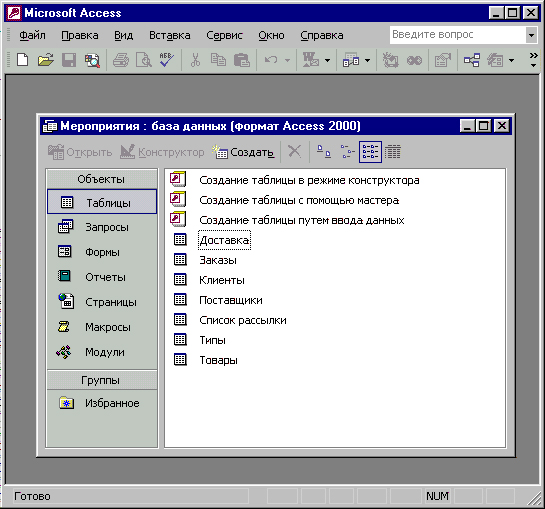 Microsoft Access
Файл Правка Вид Вставка Сервис Окно Справка Введите вопрос
Мероприятия : база данных (формат Access 2000)
Открыть Конструктор Создать
Объекты
Таблицы
Запросы
Формы
Отчеты
Страницы
Макросы
Модули
Группы
Избранное
Создание таблицы в режиме конструктора
Создание таблицы с помощью мастера
Создание таблицы путем ввода данных
Доставка
Заказы
Клиенты
Поставщики
Список рассылки
Типы
Товары
Готово NUM